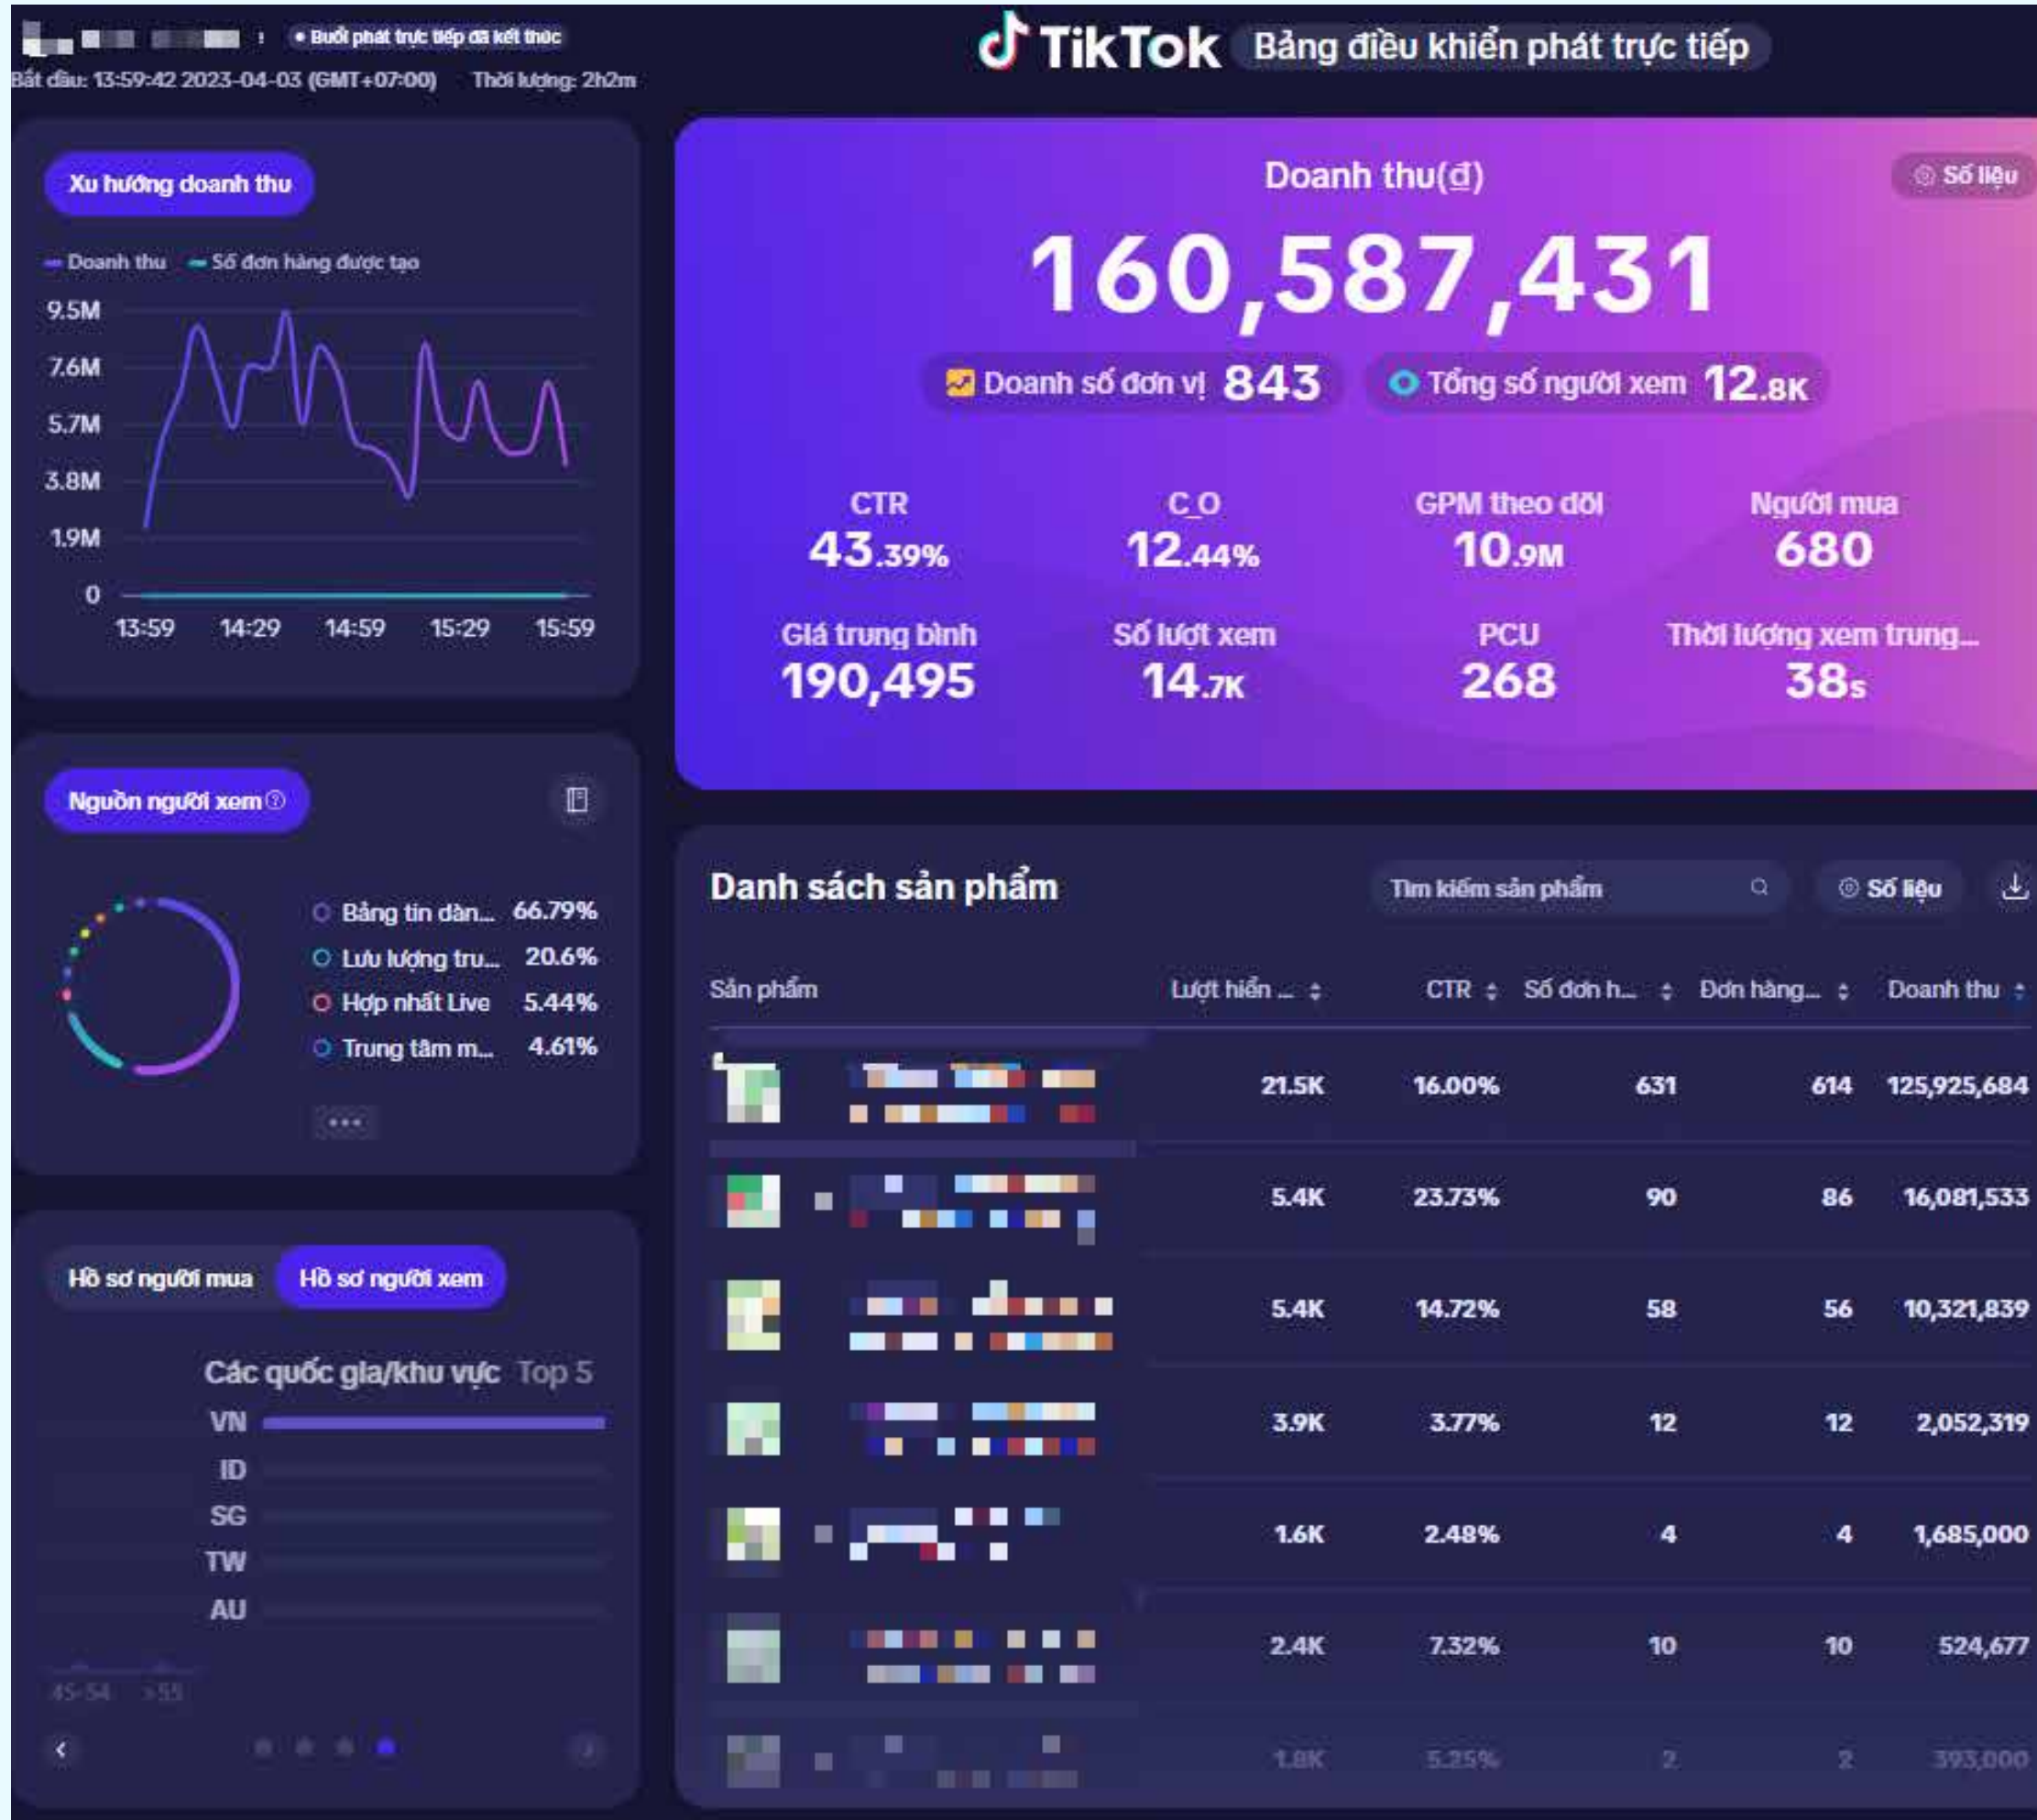 • Buổi phát trực tiếp đã kết thúc
Bắt đầu: 13:59:42 2023-04-03 (GMT+07:00) Thời lượng: 2h2m
TikTok Bảng điều khiển phát trực tiếp
Xu hướng doanh thu
Doanh thu Số đơn hàng được tạo
9.5M
7.6M
5.7M
3.8M
1.9M
0
13:59 14:29 14:59 15:29 15:59
Doanh thu(₫)
Số liệu
160,587,431
Doanh số đơn vị 843 Tổng số người xem 12.8K
CTR C_O GPM theo dõi Người mua
43.39% 12.44% 10.9M 680
Giá trung bình Số lượt xem PCU Thời lượng xem trung...
190,495 14.7K 268 38s
Nguồn người xem
Bảng tin dàn... 66.79%
Lưu lượng tru... 20.6%
Hợp nhất Live 5.44%
Trung tâm m... 4.61%
•••
Hồ sơ người mua Hồ sơ người xem
Các quốc gia/khu vực Top 5
VN
ID
SG
TW
AU
45-54 >55
Danh sách sản phẩm
Tìm kiếm sản phẩm Số liệu
Sản phẩm Lượt hiển ... CTR Số đơn h... Đơn hàng... Doanh thu
21.5K 16.00% 631 614 125,925,684
5.4K 23.73% 90 86 16,081,533
5.4K 14.72% 58 56 10,321,839
3.9K 3.77% 12 12 2,052,319
1.6K 2.48% 4 4 1,685,000
2.4K 7.32% 10 10 524,677
1.8K 5.25% 2 2 393,000